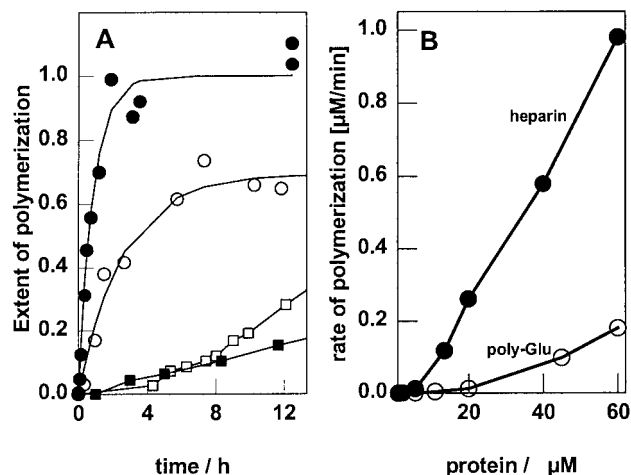 A
Extent of polymerization
1.0
0.8
0.6
0.4
0.2
0.0
0
4
8
12
time / h
B
rate of polymerization [µM/min]
1.0
0.8
0.6
0.4
0.2
0.0
heparin
poly-Glu
20
40
60
protein / µM